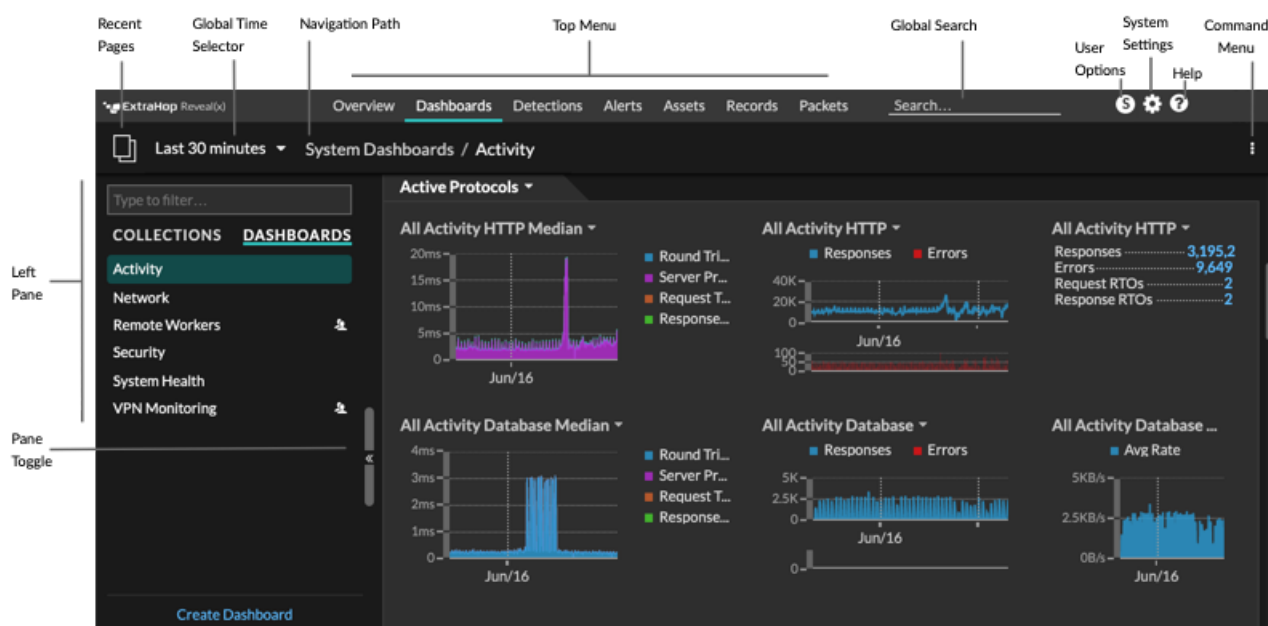 Recent Pages
Global Time Selector
Navigation Path
Top Menu
Global Search
User Options
System Settings
Help
Command Menu
ExtraHop Reveal(x)
Overview Dashboards Detections Alerts Assets Records Packets Search...
S
Last 30 minutes System Dashboards / Activity
Left Pane
Pane Toggle
Type to filter...
COLLECTIONS DASHBOARDS
Activity
Network
Remote Workers
Security
System Health
VPN Monitoring
«
Create Dashboard
Active Protocols
All Activity HTTP Median
20ms
15ms
10ms
5ms
0
Jun/16
Round Tri...
Server Pr...
Request T...
Response...
All Activity HTTP
Responses Errors
40K
20K
0
Jun/16
100
50
0
All Activity HTTP
Responses 3,195,2
Errors 9,649
Request RTOs 2
Response RTOs 2
All Activity Database Median
4ms
3ms
2ms
1ms
0
Jun/16
Round Tri...
Server Pr...
Request T...
Response...
All Activity Database
Responses Errors
5K
2.5K
0
Jun/16
0
All Activity Database ...
Avg Rate
5KB/s
2.5KB/s
0B/s
Jun/16